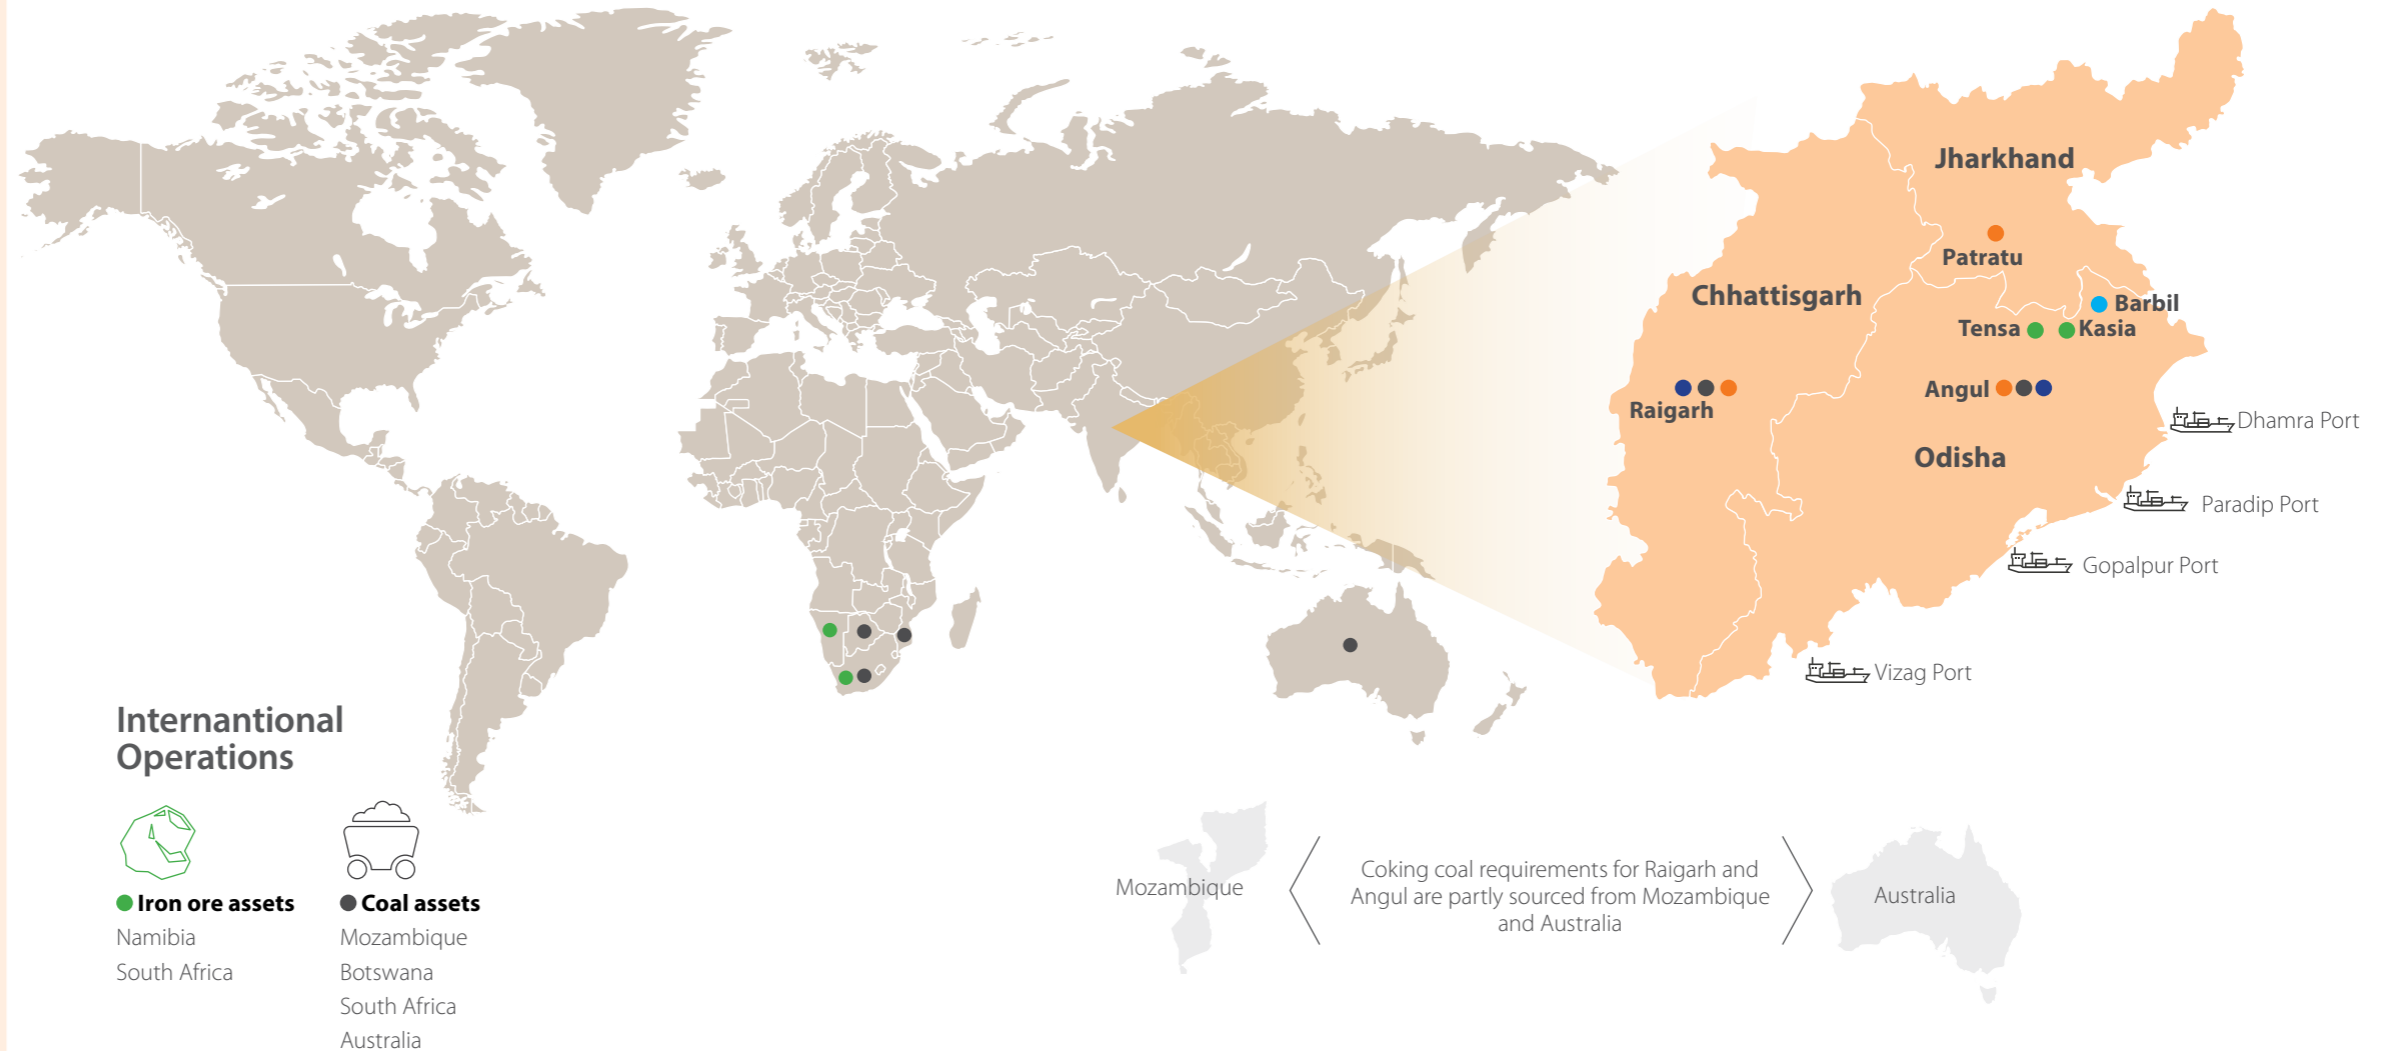 Jharkhand
Patratu
Chhattisgarh
Barbil
Tensa
Kasia
Raigarh
Angul
Odisha
Dhamra Port
Paradip Port
Gopalpur Port
Vizag Port
Internantional
Operations
Iron ore assets
Namibia
South Africa
Coal assets
Mozambique
Botswana
South Africa
Australia
Mozambique
Coking coal requirements for Raigarh and
Angul are partly sourced from Mozambique
and Australia
Australia